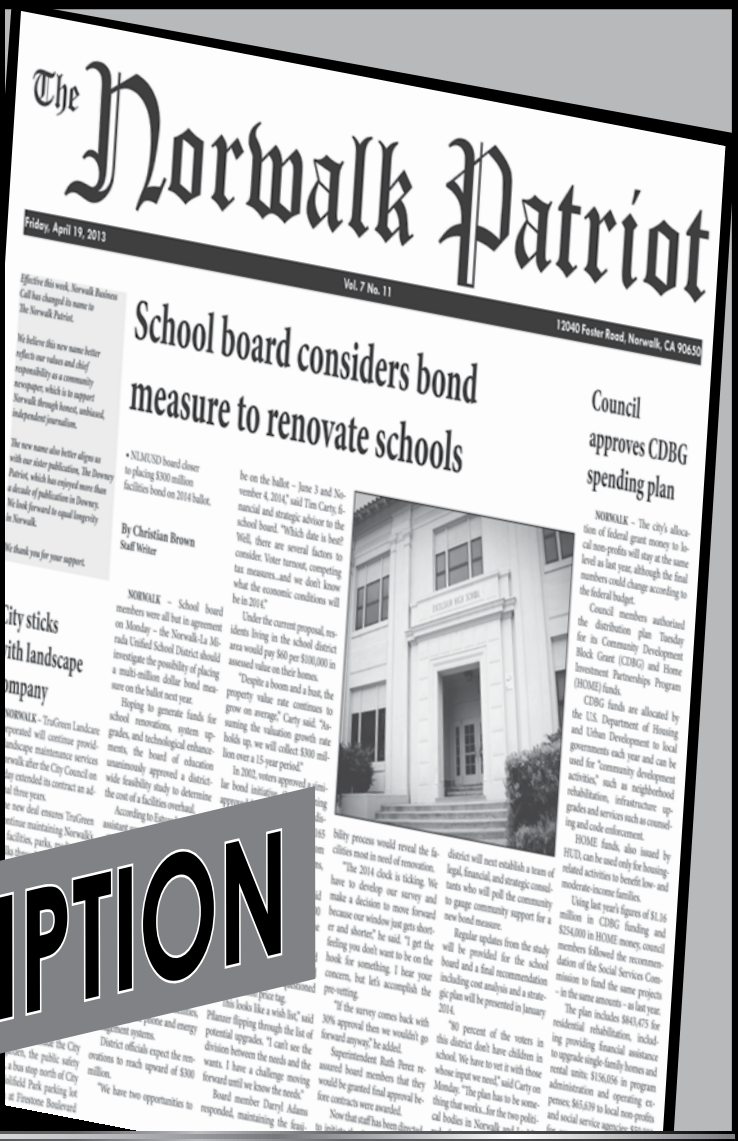 The Norwalk Patriot
Friday, April 19, 2013
Vol. 7 No. 11
12040 Foster Road, Norwalk, CA 90650
Effective this week, Norwalk Business
Call has changed its name to
The Norwalk Patriot.
We believe this new name better
reflects our values and chief
responsibility as a community
newspaper, which is to support
Norwalk through honest, unbiased,
independent journalism.
The new name also better aligns us
with our sister publication, The Downey
Patriot, which has enjoyed more than
a decade of publication in Downey.
We look forward to equal longevity
in Norwalk.
We thank you for your support.
City sticks
with landscape
ompany
NORWALK – TruGreen Landcare
rporated will continue provid-
andscape maintenance services
orwalk after the City Council on
ay extended its contract an ad-
al three years.
e new deal ensures TruGreen
ontinue maintaining Norwalk's
School board considers bond
measure to renovate schools
• NLMUSD board closer
to placing $300 million
facilities bond on 2014 ballot.
By Christian Brown
Staff Writer
NORWALK – School board
members were all but in agreement
on Monday – the Norwalk-La Mi-
rada Unified School District should
investigate the possibility of placing
a multi-million dollar bond mea-
sure on the ballot next year.
Hoping to generate funds for
school renovations, system up-
grades, and technology enhance-
ments, the board of education
unanimously approved a district-
wide feasibility study to determine
the cost of a facilities overhaul.
According to
be on the ballot – June 3 and No-
vember 4, 2014," said Tim Carty, fi-
nancial and strategic advisor to the
school board. "Which date is best?
Well, there are several factors to
consider. Voter turnout, competing
tax measures...and we don't know
what the economic conditions will
be in 2014."
Under the current proposal, res-
idents living in the school district
area would pay $60 per $100,000 in
assessed value on their homes.
"Despite a boom and a bust, the
property value rate continues to
grow on average," Carty said. "As-
suming the valuation growth rate
holds up, we will collect $300 mil-
lion over a 15-year period."
In 2002, voters approved a simi-
lar bond initiative
EXCELSIOR HIGH SCHOOL
IPTION
the City
the public safety
a bus stop north of City
Park parking lot
at Firestone Boulevard
phone and energy
management systems.
District officials expect the ren-
ovations to reach upward of $300
million.
"We have two opportunities to
price tag.
"This looks like a wish list," said
Pflanzer flipping through the list of
potential upgrades. "I can't see the
division between the needs and the
wants. I have a challenge moving
forward until we know the needs."
Board member Darryl Adams
responded, maintaining the feasi-
bility process would reveal the fa-
cilities most in need of renovation.
"The 2014 clock is ticking. We
have to develop our survey and
make a decision to move forward
because our window just gets short-
er and shorter," he said. "I get the
feeling you don't want to be on the
hook for something. I hear your
concern, but let's accomplish the
pre-vetting.
"If the survey comes back with
30% approval then we wouldn't go
forward anyway," he added.
Superintendent Ruth Perez re-
assured board members that they
would be granted final approval be-
fore contracts were awarded.
Now that staff has been directed
district will next establish a team of
legal, financial, and strategic consul-
tants who will poll the community
to gauge community support for a
new bond measure.
Regular updates from the study
will be provided for the school
board and a final recommendation
including cost analysis and a strate-
gic plan will be presented in January
2014.
"80 percent of the voters in
this district don't have children in
school. We have to vet it with those
whose input we need," said Carty on
Monday. "The plan has to be some-
thing that works...for the two politi-
cal bodies in Norwalk and
Council
approves CDBG
spending plan
NORWALK – The city's alloca-
tion of federal grant money to lo-
cal non-profits will stay at the same
level as last year, although the final
numbers could change according to
the federal budget.
Council members authorized
the distribution plan Tuesday
for its Community Development
Block Grant (CDBG) and Home
Investment Partnerships Program
(HOME) funds.
CDBG funds are allocated by
the U.S. Department of Housing
and Urban Development to local
governments each year and can be
used for "community development
activities," such as neighborhood
rehabilitation, infrastructure up-
grades and services such as counsel-
ing and code enforcement.
HOME funds, also issued by
HUD, can be used only for housing-
related activities to benefit low- and
moderate-income families.
Using last year's figures of $1.16
million in CDBG funding and
$254,000 in HOME money, council
members followed the recommen-
dation of the Social Services Com-
mission to fund the same projects
– in the same amounts – as last year.
The plan includes $843,475 for
residential rehabilitation, includ-
ing providing financial assistance
to upgrade single-family homes and
rental units; $156,056 in program
administration and operating ex-
penses; $65,639 to local non-profits
and social service agencies;